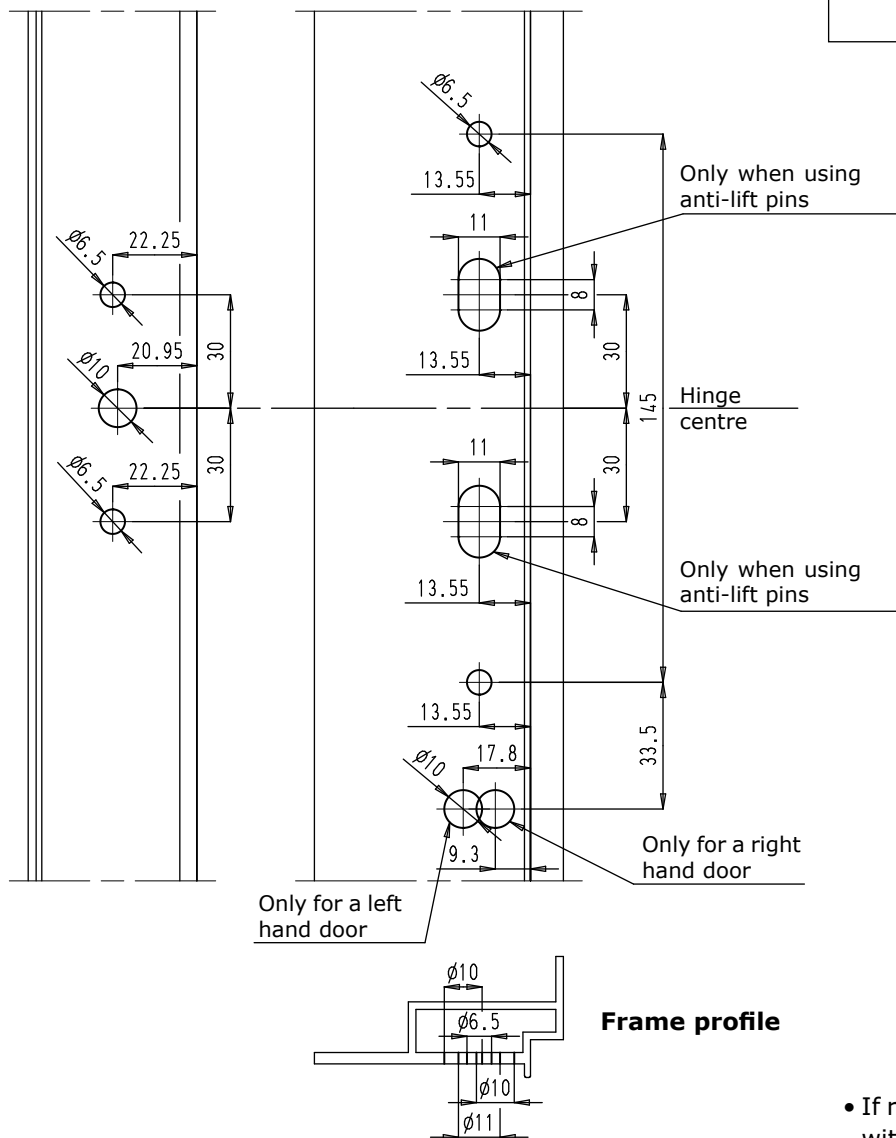 Ø6.5
13.55
Only when using
anti-lift pins
11
22.25
Ø6.5
8
30
30
20.95
13.55
Ø10
145
Hinge
centre
11
30
30
22.25
Ø6.5
8
Only when using
anti-lift pins
13.55
13.55
33.5
17.8
Ø10
9.3
Only for a right
hand door
Only for a left
hand door
Ø10
Frame profile
Ø6.5
Ø10
Ø11
• If